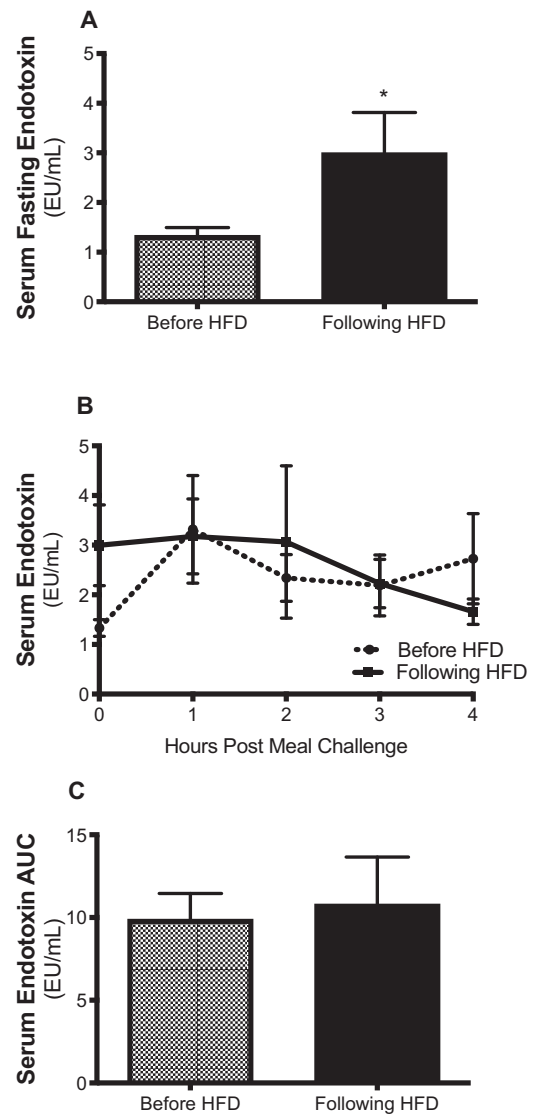 A
Serum Fasting Endotoxin
(EU/mL)
5
4
3
2
1
0
*
Before HFD
Following HFD
B
Serum Endotoxin
(EU/mL)
5
4
3
2
1
0
Before HFD
Following HFD
0
1
2
3
4
Hours Post Meal Challenge
C
Serum Endotoxin AUC
(EU/mL)
15
10
5
0
Before HFD
Following HFD